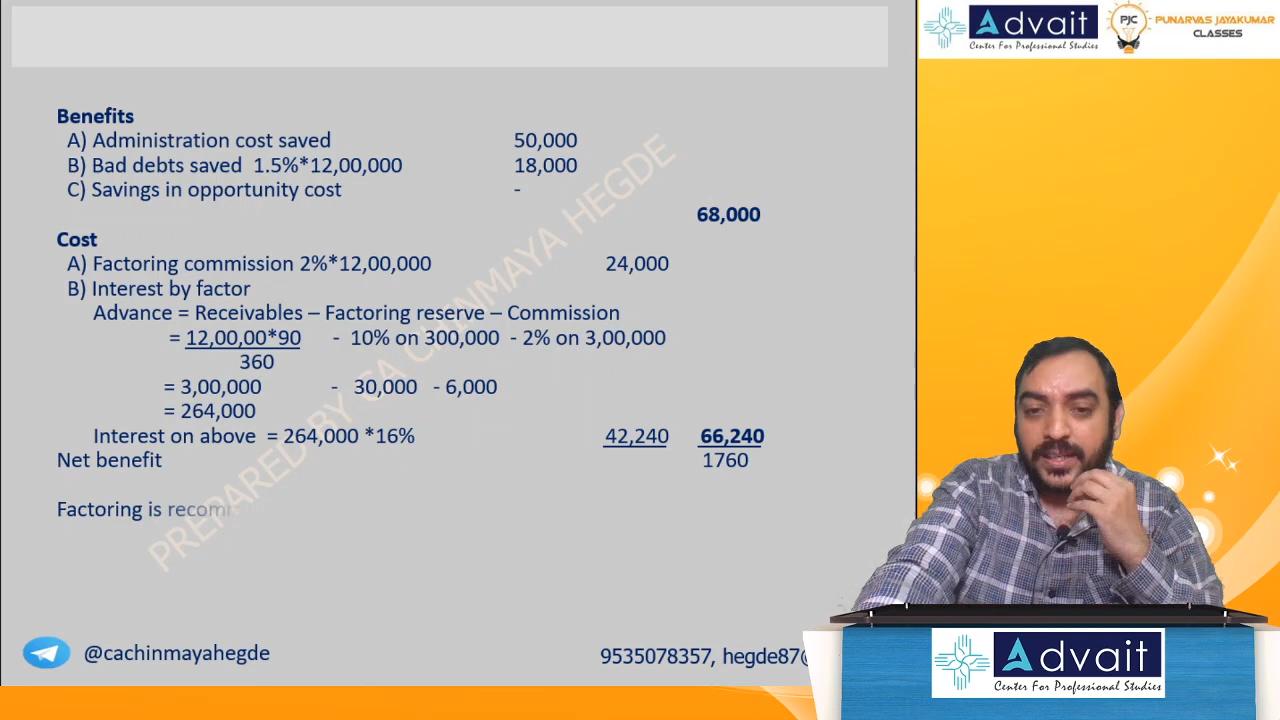 Advait
Center For Professional Studies
PJC
PUNARVAS JAYAKUMAR
CLASSES
Benefits
A) Administration cost saved 50,000
B) Bad debts saved 1.5%*12,00,000 18,000
C) Savings in opportunity cost -
68,000
Cost
A) Factoring commission 2%*12,00,000 24,000
B) Interest by factor
Advance = Receivables – Factoring reserve – Commission
= 12,00,00*90 - 10% on 300,000 - 2% on 3,00,000
360
= 3,00,000 - 30,000 - 6,000
= 264,000
Interest on above = 264,000 *16% 42,240 66,240
Net benefit 1760
Factoring is recom
PREPARED BY CA CHINMAYA HEGDE
@cachinmayahegde
9535078357, hegde87@
Advait
Center For Professional Studies